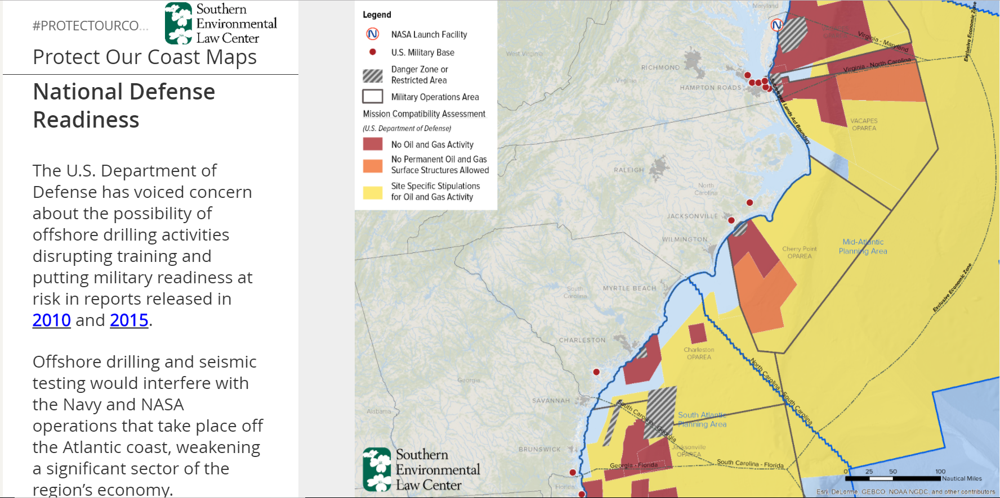 #PROTECTOURCO...
Southern
Environmental
Law Center
Protect Our Coast Maps
National Defense
Readiness
The U.S. Department of
Defense has voiced concern
about the possibility of
offshore drilling activities
disrupting training and
putting military readiness at
risk in reports released in
2010 and 2015.
Offshore drilling and seismic
testing would interfere with
the Navy and NASA
operations that take place off
the Atlantic coast, weakening
a significant sector of the
region's economy.
Legend
NASA Launch Facility
U.S. Military Base
Danger Zone or
Restricted Area
Military Operations Area
Mission Compatibility Assessment
(U.S. Department of Defense)
No Oil and Gas Activity
No Permanent Oil and Gas
Surface Structures Allowed
Site Specific Stipulations
for Oil and Gas Activity
Maryland
West Virginia
RICHMOND
Virginia
HAMPTON ROADS
Virginia - Maryland
Virginia - North Carolina
Exclusive Economic Zone
Submerged Lands Act Boundary
VACAPES
OPAREA
RALEIGH
North
Carolina
JACKSONVILLE
WILMINGTON
Cherry Point
OPAREA
Mid-Atlantic
Planning Area
Exclusive Economic Zone
South
Carolina
MYRTLE BEACH
CHARLESTON
Charleston
OPAREA
North Carolina - South Carolina
Georgia
SAVANNAH
Alabama
South Carolina - Georgia
South Atlantic
Planning Area
BRUNSWICK
Jacksonville
OPAREA
Georgia - Florida
South Carolina - Florida
Florida
Southern
Environmental
Law Center
0 25 50 100
Nautical Miles
Esri, DeLorme, GEBCO, NOAA NGDC, and other contributors